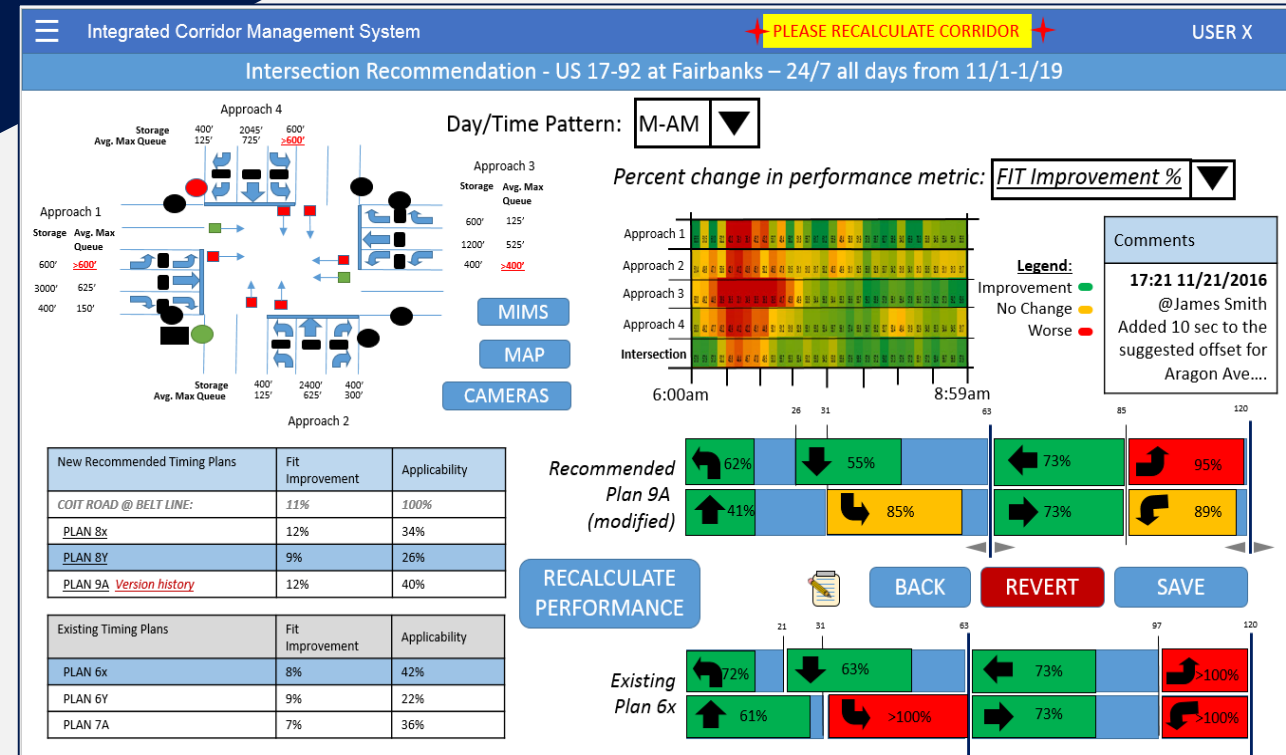 Integrated Corridor Management System
PLEASE RECALCULATE CORRIDOR
USER X
Intersection Recommendation - US 17-92 at Fairbanks – 24/7 all days from 11/1-1/19
Approach 4
Storage 400' 2045' 600'
Avg. Max Queue 125' 725' >600'
Day/Time Pattern: M-AM
Approach 3
Storage Avg. Max
Queue
600' 125'
1200' 525'
400' >400'
Approach 1
Storage Avg. Max
Queue
600' >600'
3000' 625'
400' 150'
Storage 400' 2400' 400'
Avg. Max Queue 125' 625' 300'
Approach 2
MIMS
MAP
CAMERAS
Percent change in performance metric: FIT Improvement %
Approach 1
Approach 2
Approach 3
Approach 4
Intersection
6:00am 8:59am
Legend:
Improvement
No Change
Worse
Comments
17:21 11/21/2016
@James Smith
Added 10 sec to the
suggested offset for
Aragon Ave....
New Recommended Timing Plans Fit Improvement Applicability
COIT ROAD @ BELT LINE: 11% 100%
PLAN 8x 12% 34%
PLAN 8Y 9% 26%
PLAN 9A Version history 12% 40%
Existing Timing Plans Fit Improvement Applicability
PLAN 6x 8% 42%
PLAN 6Y 9% 22%
PLAN 7A 7% 36%
26 31 63 85 120
Recommended
Plan 9A
(modified)
62% 55% 73% 95%
41% 85% 73% 89%
RECALCULATE
PERFORMANCE
BACK
REVERT
SAVE
21 31 63 97 120
Existing
Plan 6x
72% 63% 73% >100%
61% >100% 73% >100%